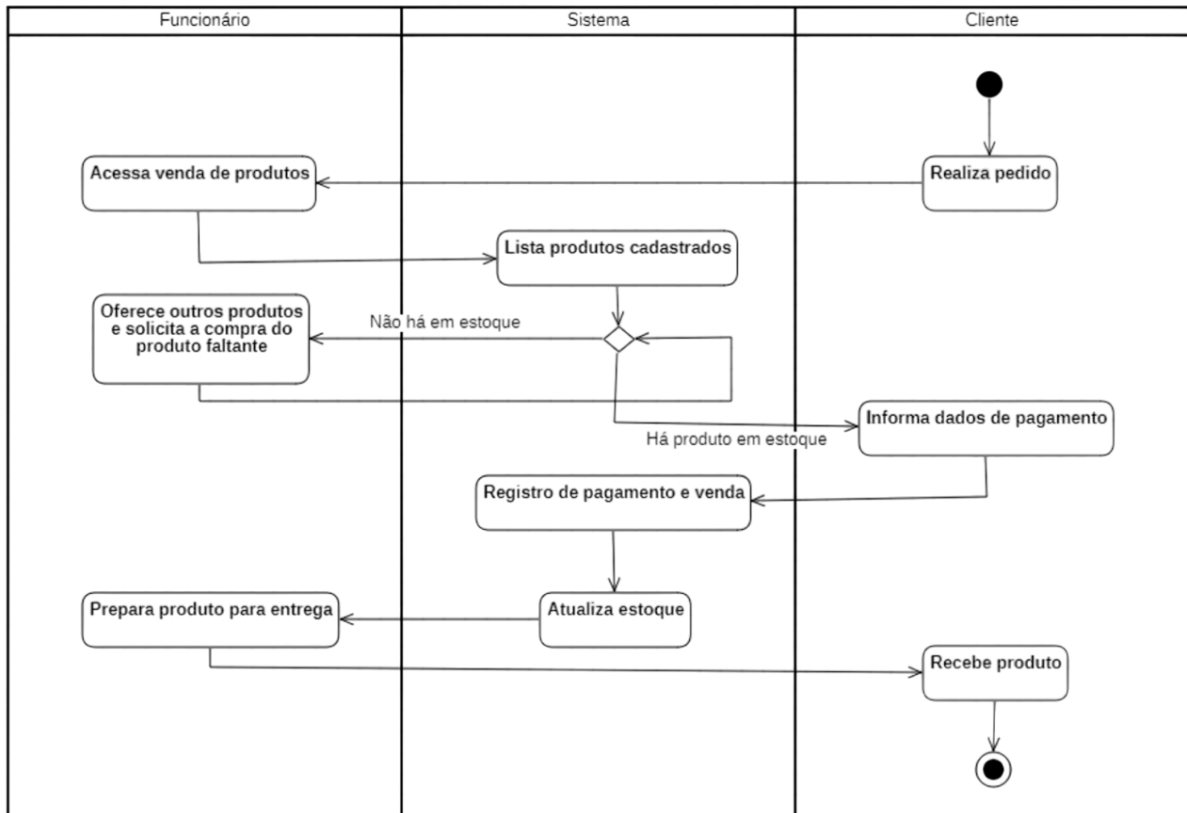 Funcionário
Sistema
Cliente
Acessa venda de produtos
Realiza pedido
Lista produtos cadastrados
Oferece outros produtos
e solicita a compra do
produto faltante
Não há em estoque
Informa dados de pagamento
Há produto em estoque
Registro de pagamento e venda
Prepara produto para entrega
Atualiza estoque
Recebe produto